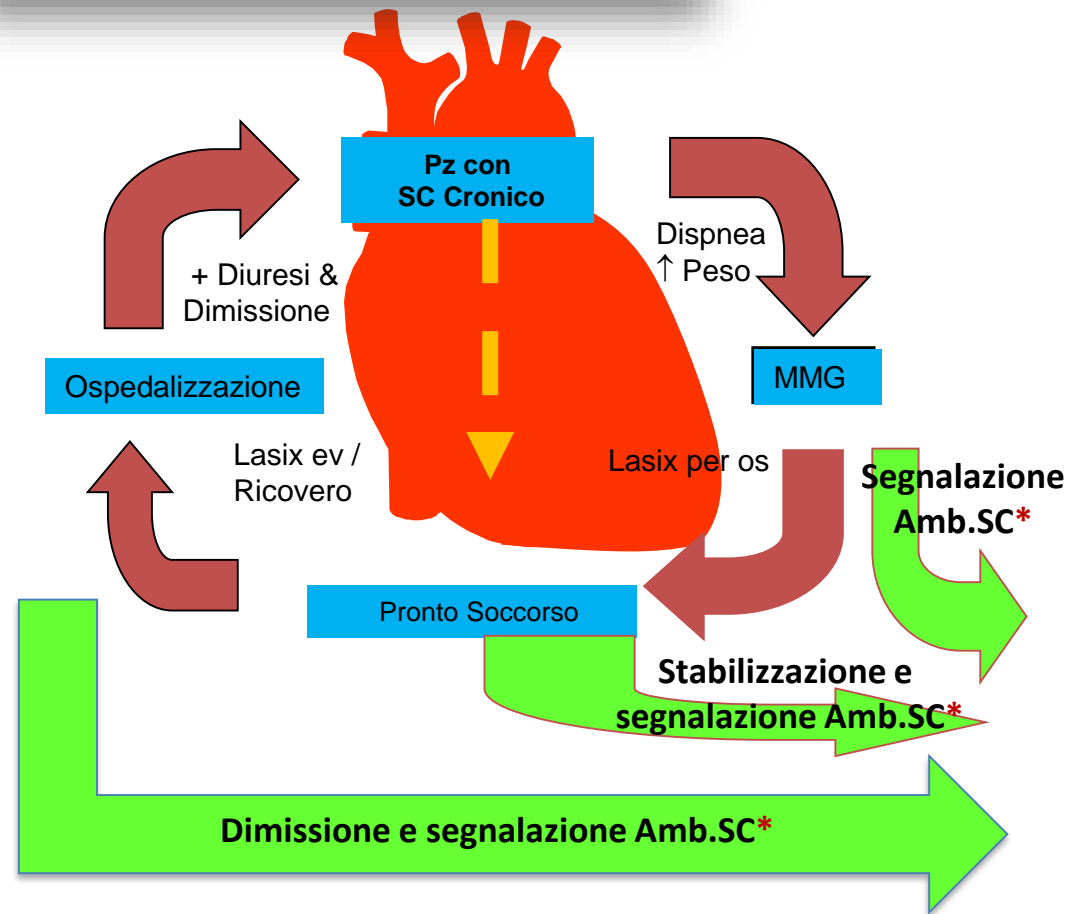 Pz con
SC Cronico
Dispnea
↑ Peso
+ Diuresi &
Dimissione
MMG
Ospedalizzazione
Lasix ev /
Ricovero
Lasix per os
Segnalazione
Amb.SC*
Pronto Soccorso
Stabilizzazione e
segnalazione Amb.SC*
Dimissione e segnalazione Amb.SC*